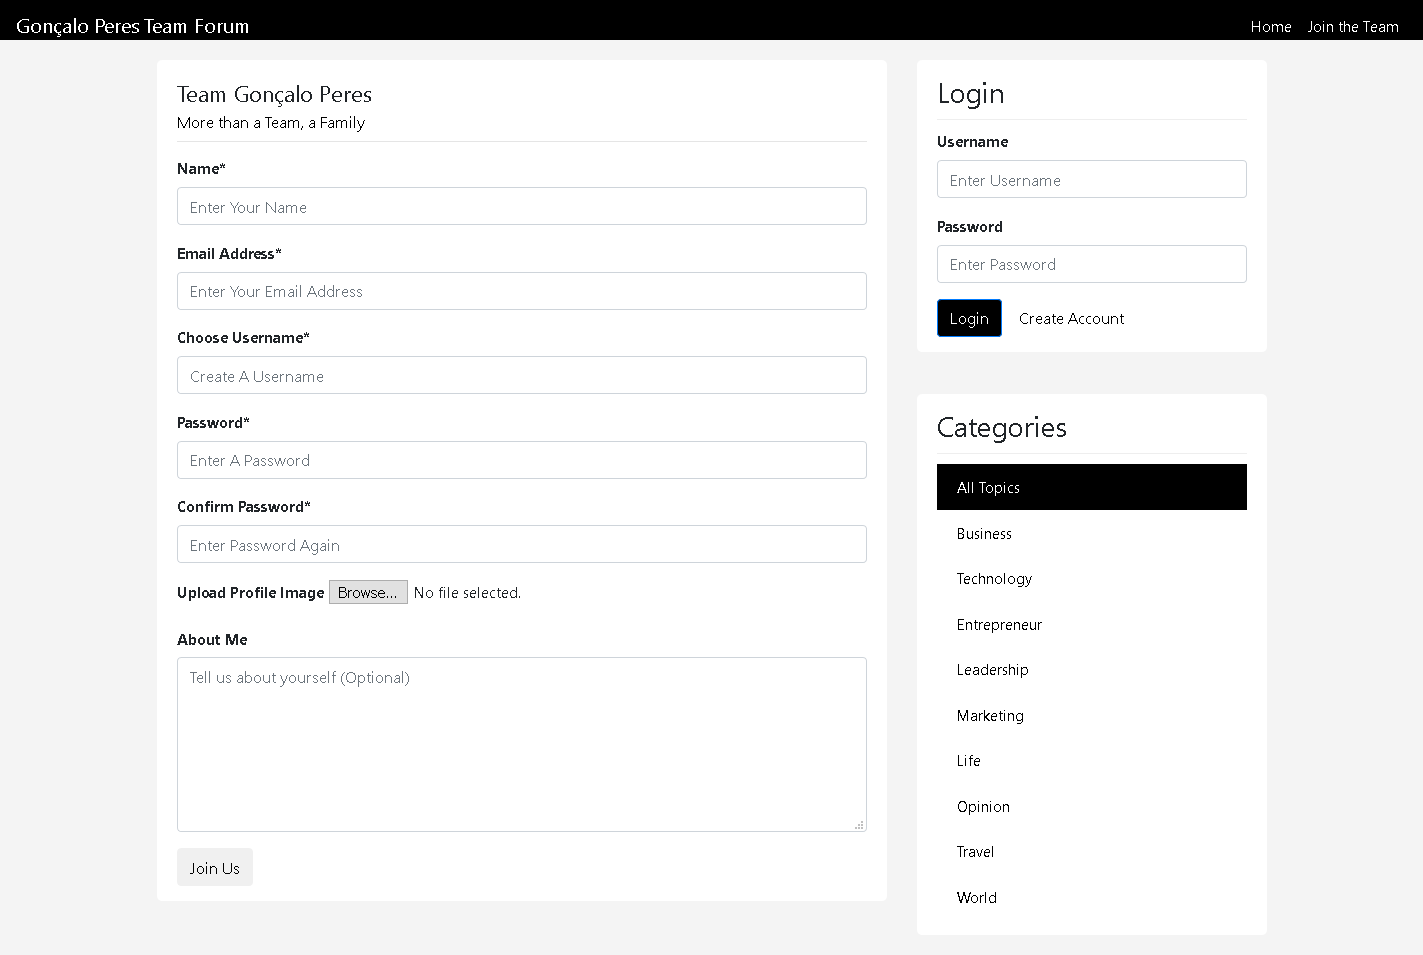 Gonçalo Peres Team Forum
Home
Join the Team
Team Gonçalo Peres
More than a Team, a Family
Name*
Enter Your Name
Email Address*
Enter Your Email Address
Choose Username*
Create A Username
Password*
Enter A Password
Confirm Password*
Enter Password Again
Upload Profile Image Browse... No file selected.
About Me
Tell us about yourself (Optional)
Join Us
Login
Username
Enter Username
Password
Enter Password
Login
Create Account
Categories
All Topics
Business
Technology
Entrepreneur
Leadership
Marketing
Life
Opinion
Travel
World